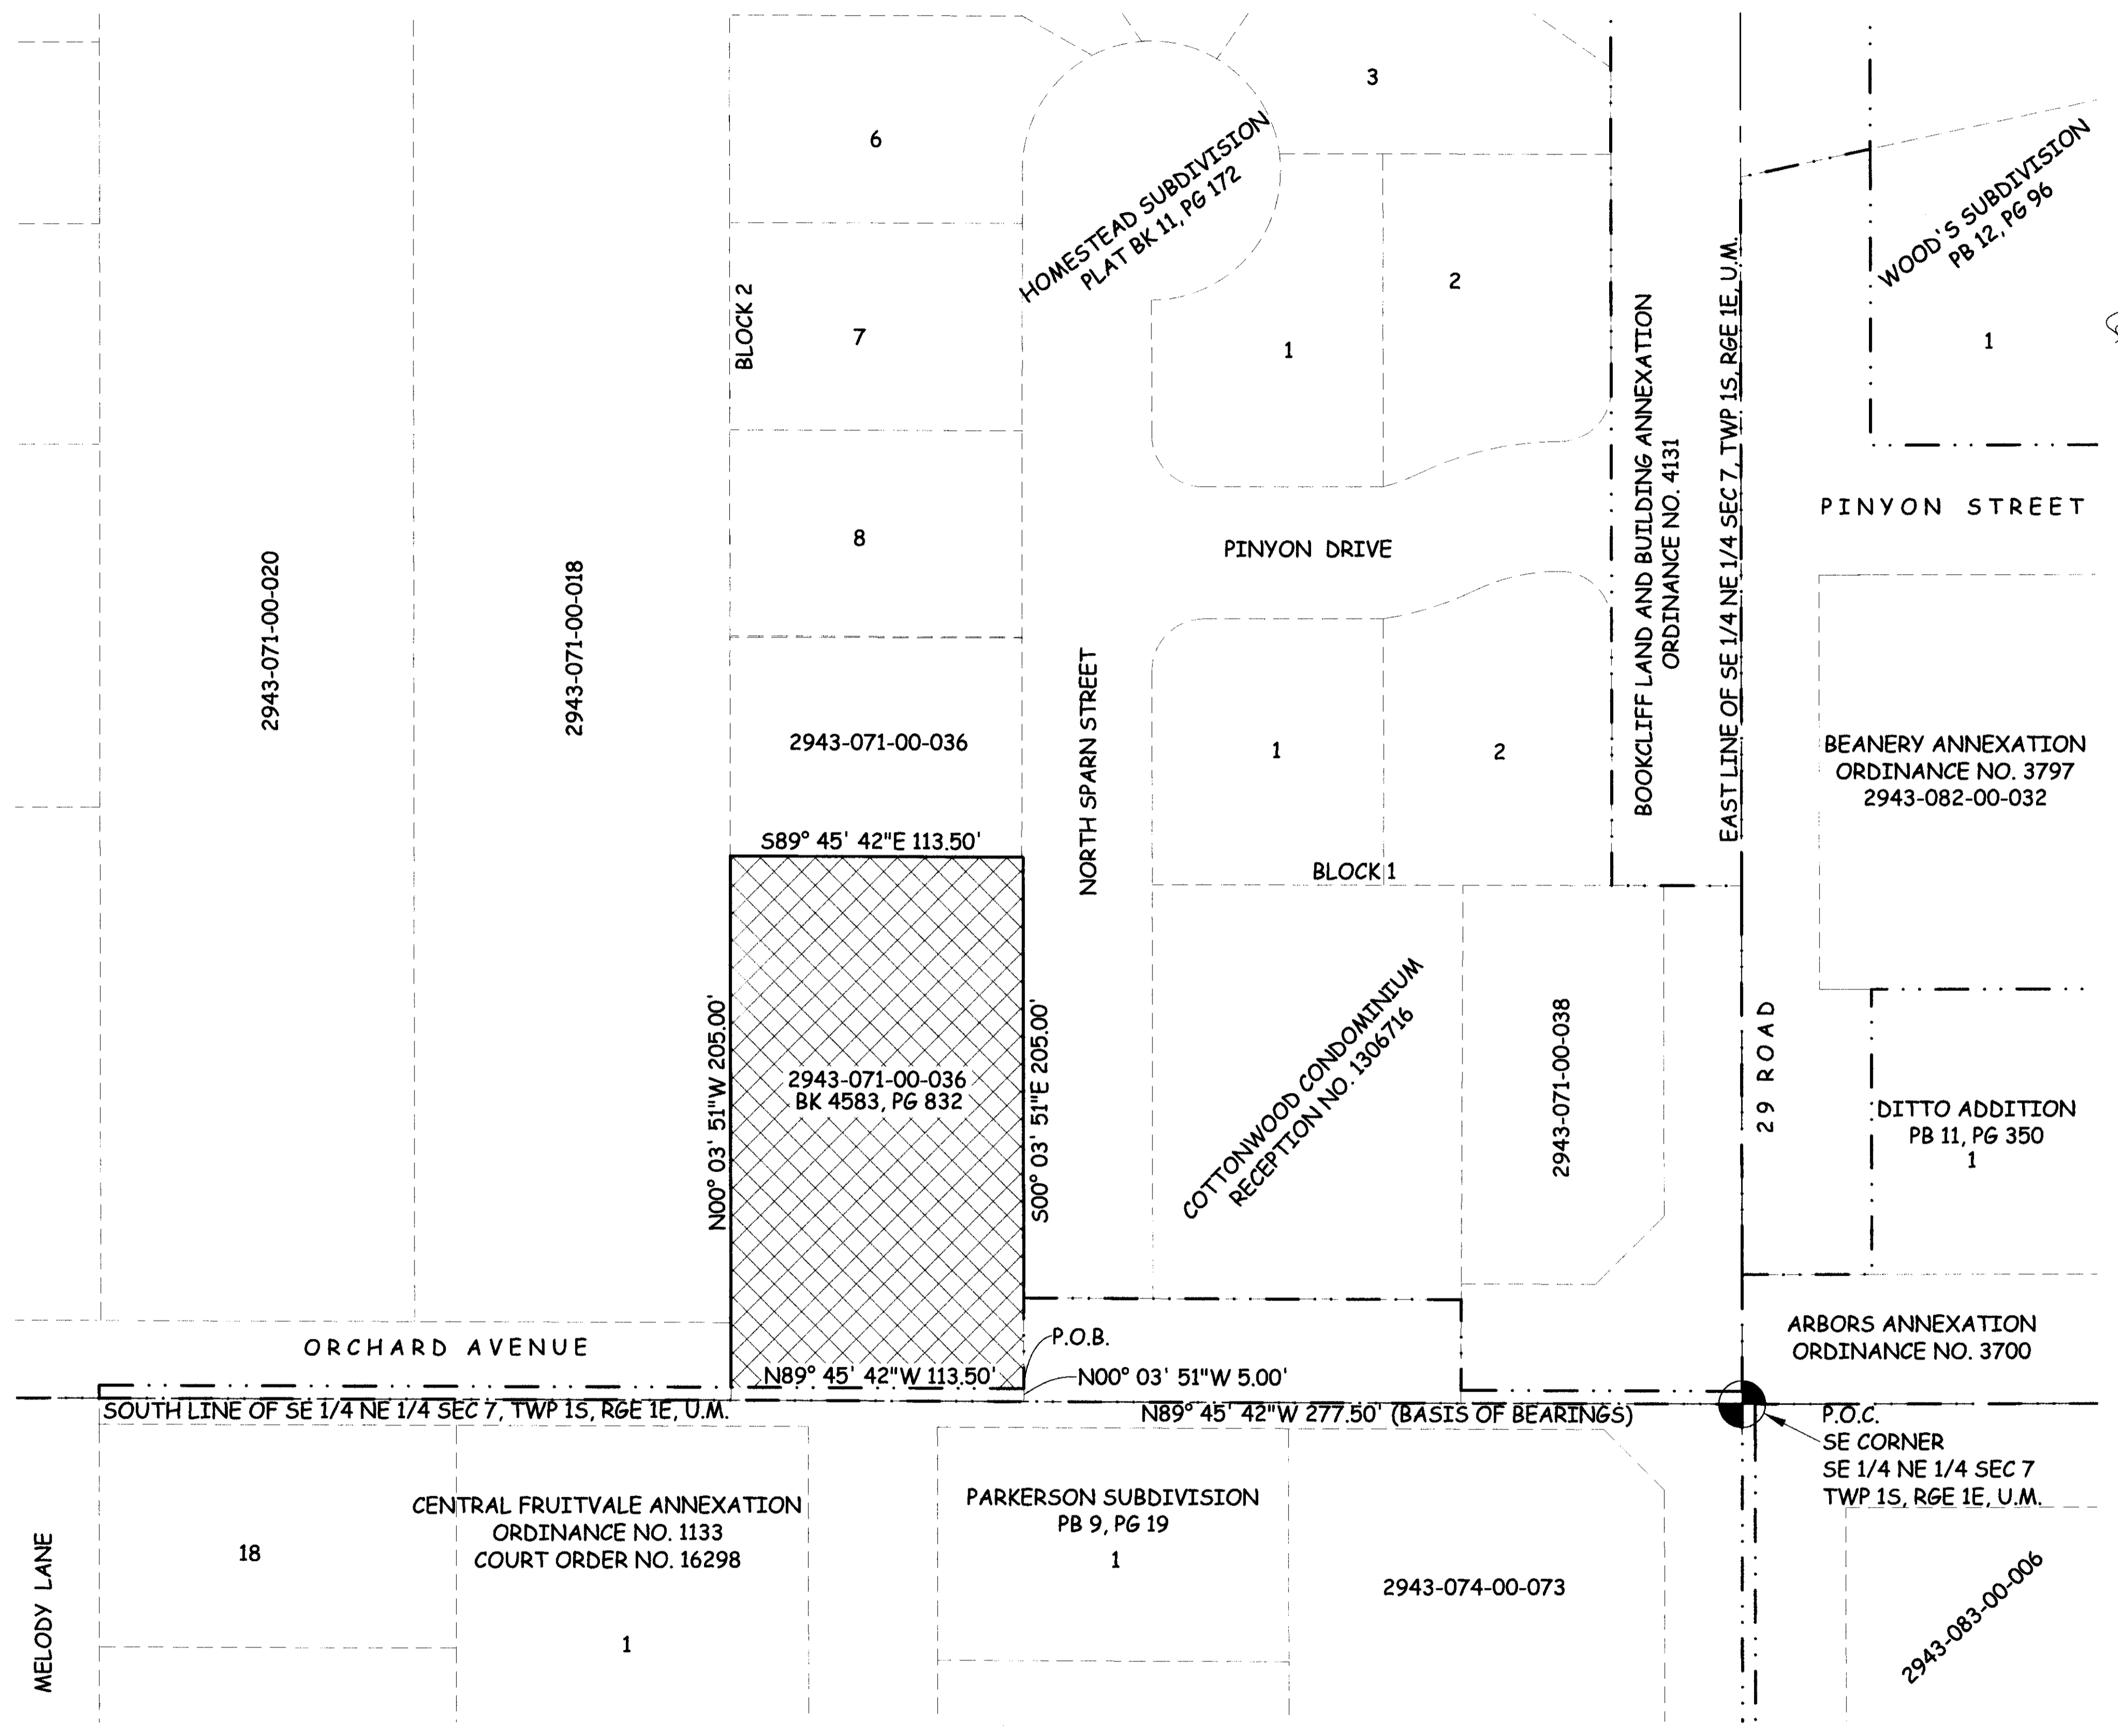 3
6
HOMESTEAD SUBDIVISION
PLAT BK 11, PG 172
WOOD'S SUBDIVISION
PB 12, PG 96
1
BLOCK 2
7
1
2
BOOKCLIFF LAND AND BUILDING ANNEXATION
ORDINANCE NO. 4131
EAST LINE OF SE 1/4 NE 1/4 SEC 7, TWP 1S, RGE 1E, U.M.
PINYON STREET
8
PINYON DRIVE
2943-071-00-020
2943-071-00-018
2943-071-00-036
NORTH SPARN STREET
1
2
BEANERY ANNEXATION
ORDINANCE NO. 3797
2943-082-00-032
S89° 45' 42"E 113.50'
BLOCK 1
N00° 03' 51"W 205.00'
2943-071-00-036
BK 4583, PG 832
S00° 03' 51"E 205.00'
COTTONWOOD CONDOMINIUM
RECEPTION NO. 1306716
2943-071-00-038
29 ROAD
DITTO ADDITION
PB 11, PG 350
1
ORCHARD AVENUE
P.O.B.
N89° 45' 42"W 113.50'
N00° 03' 51"W 5.00'
ARBORS ANNEXATION
ORDINANCE NO. 3700
SOUTH LINE OF SE 1/4 NE 1/4 SEC 7, TWP 1S, RGE 1E, U.M.
N89° 45' 42"W 277.50' (BASIS OF BEARINGS)
P.O.C.
SE CORNER
SE 1/4 NE 1/4 SEC 7
TWP 1S, RGE 1E, U.M.
MELODY LANE
18
CENTRAL FRUITVALE ANNEXATION
ORDINANCE NO. 1133
COURT ORDER NO. 16298
1
PARKERSON SUBDIVISION
PB 9, PG 19
1
2943-074-00-073
2943-083-00-006